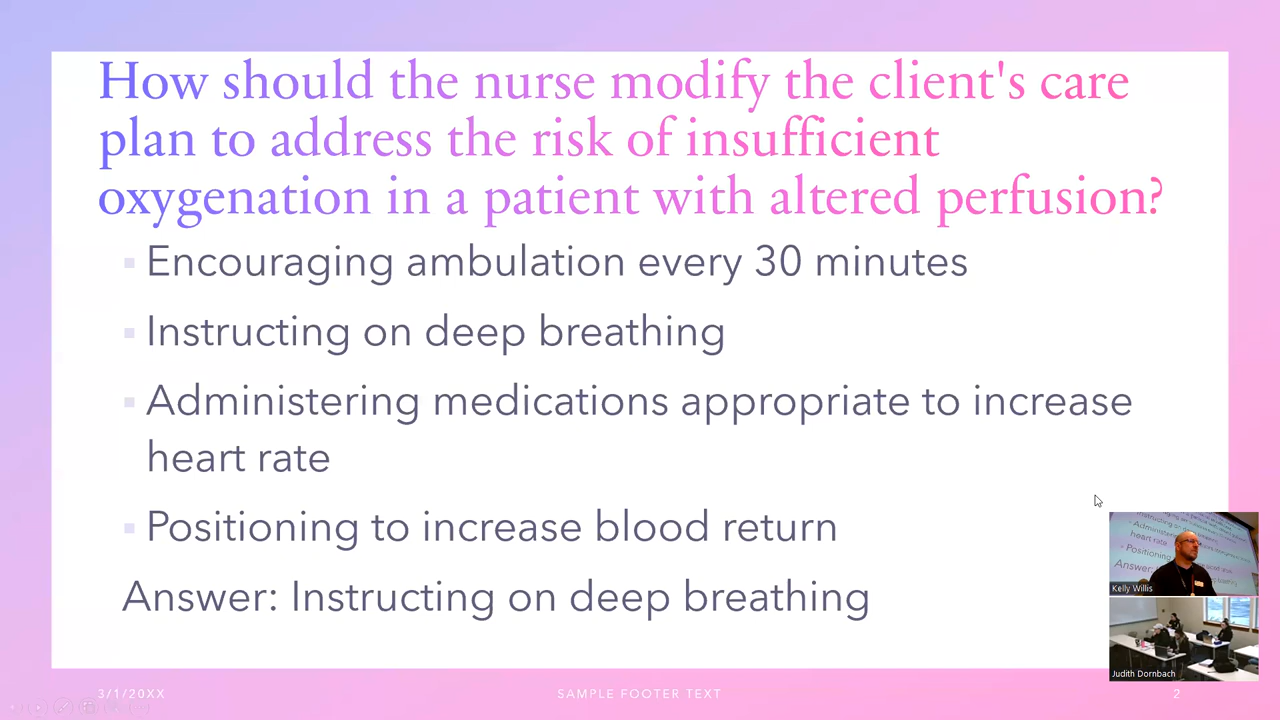 How should the nurse modify the client's care
plan to address the risk of insufficient
oxygenation in a patient with altered perfusion?
▪ Encouraging ambulation every 30 minutes
▪ Instructing on deep breathing
▪ Administering medications appropriate to increase
heart rate
▪ Positioning to increase blood return
Answer: Instructing on deep breathing
Kelly Willis
Judith Dornbach
3/1/20XX
SAMPLE FOOTER TEXT
2